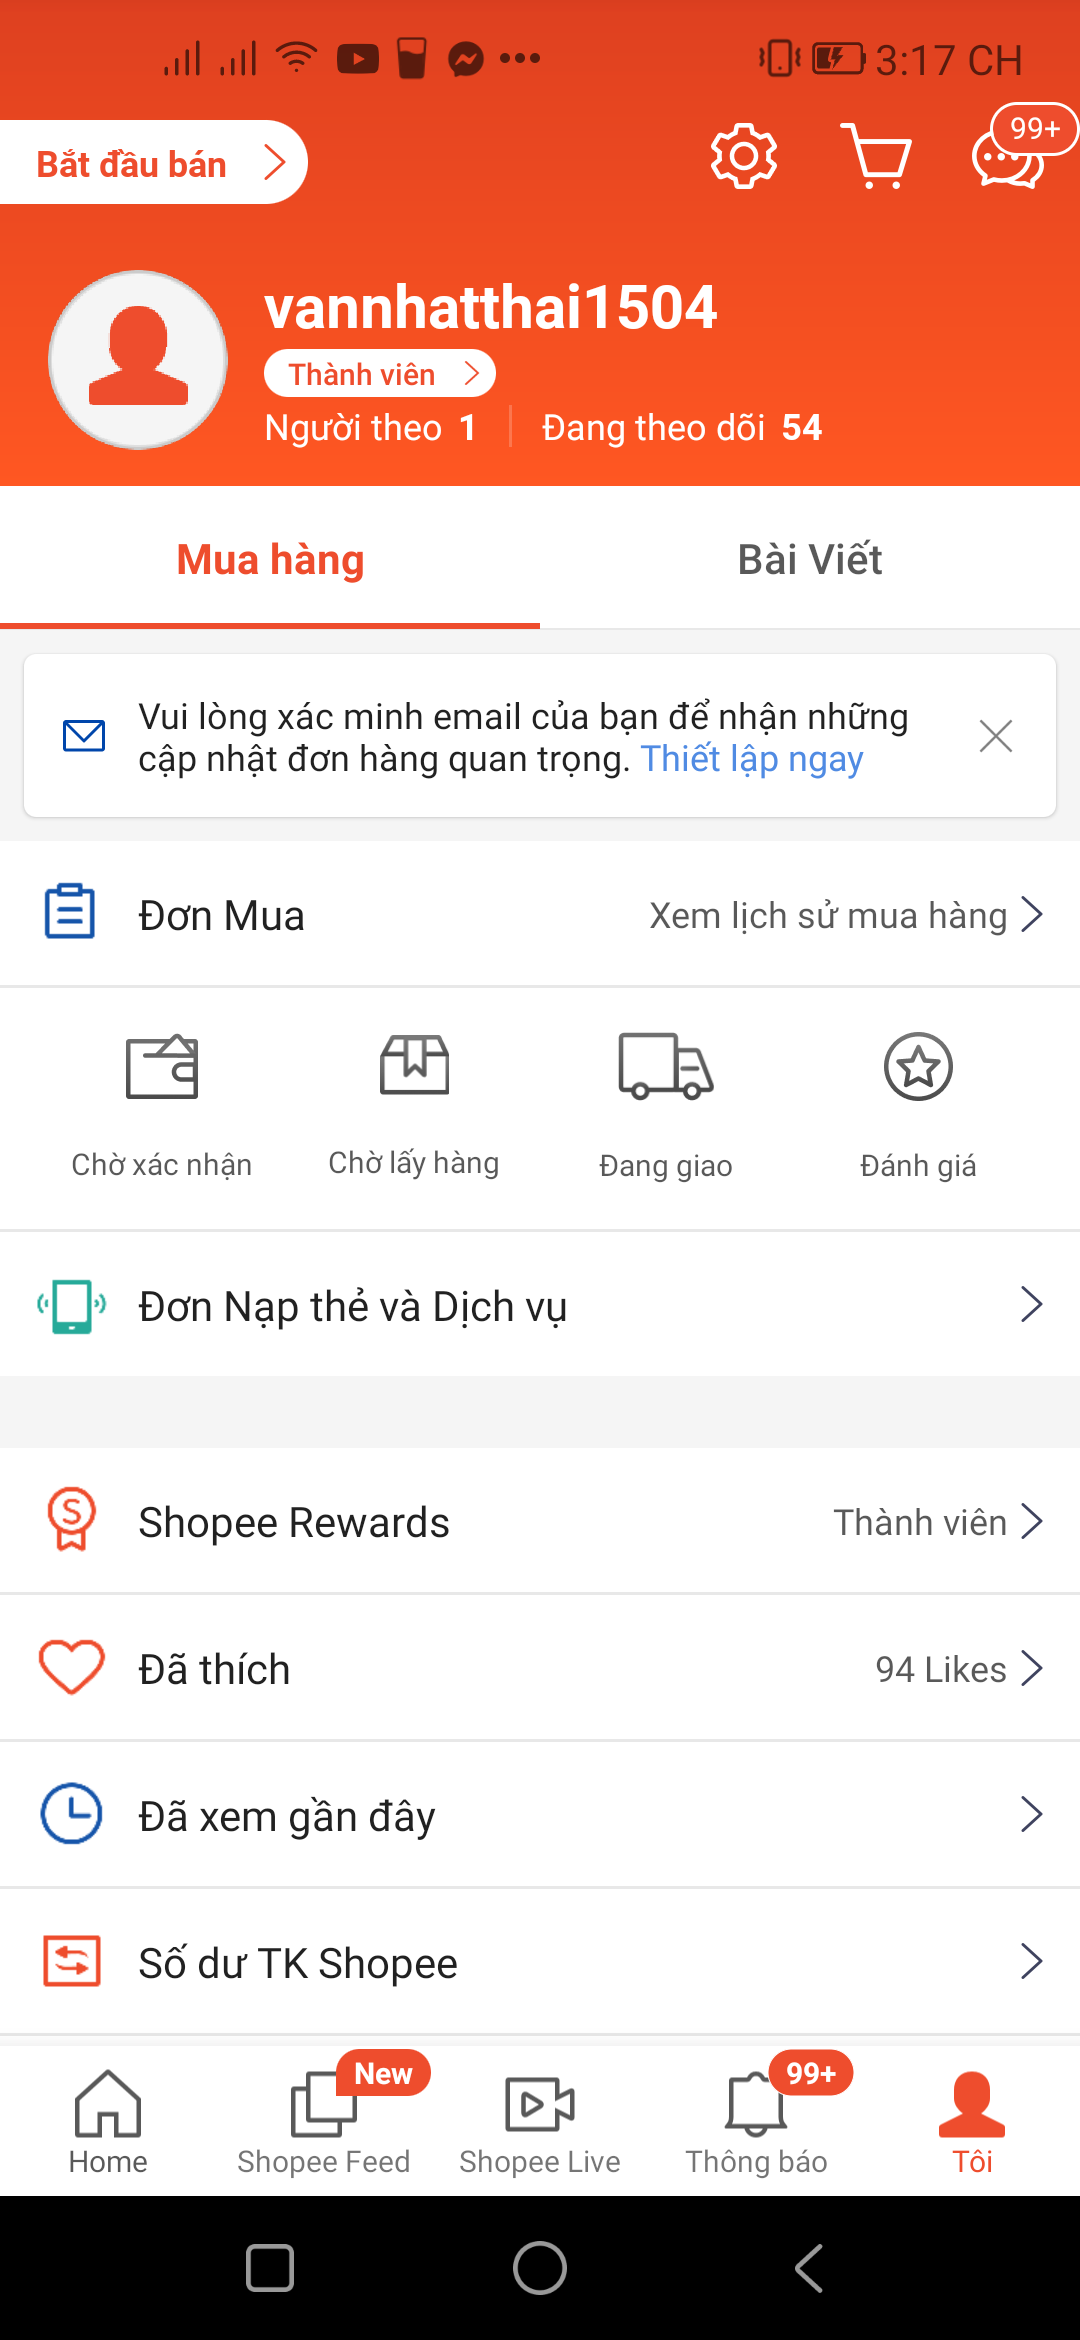 3:17 CH
Bắt đầu bán
99+
vannhatthai1504
Thành viên
Người theo 1 Đang theo dõi 54
Mua hàng Bài Viết
Vui lòng xác minh email của bạn để nhận những
cập nhật đơn hàng quan trọng. Thiết lập ngay
Đơn Mua Xem lịch sử mua hàng
Chờ xác nhận Chờ lấy hàng Đang giao Đánh giá
Đơn Nạp thẻ và Dịch vụ
Shopee Rewards Thành viên
Đã thích 94 Likes
Đã xem gần đây
Số dư TK Shopee
New 99+
Home Shopee Feed Shopee Live Thông báo Tôi